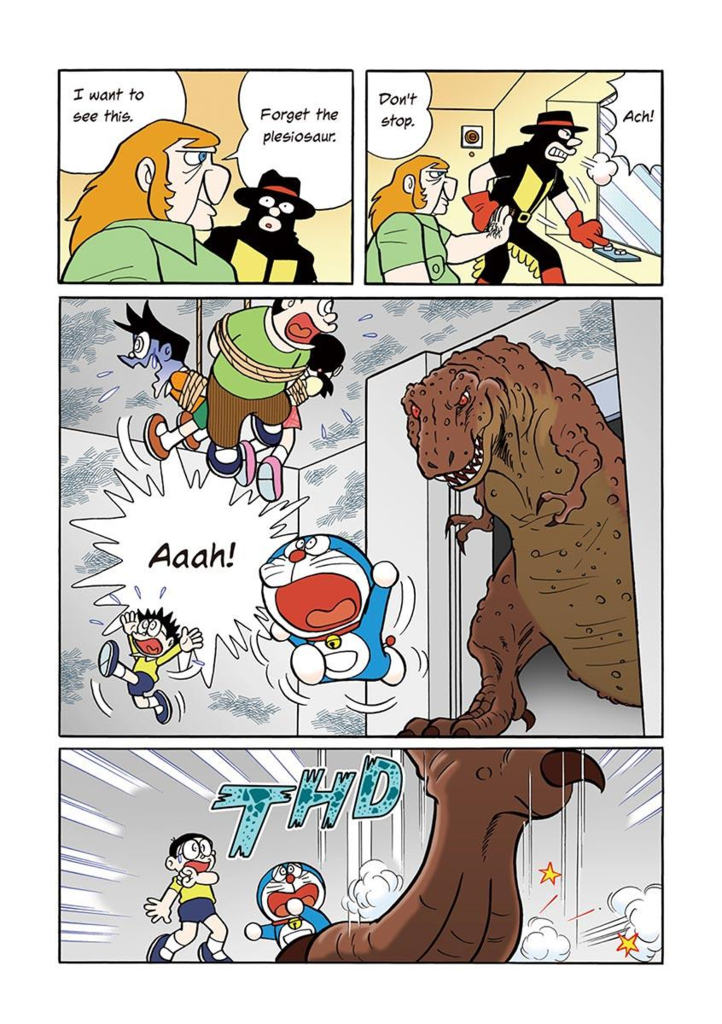 I want to
see this.
Forget the
plesiosaur.
Don't
stop.
Ach!
Aaah!
THD